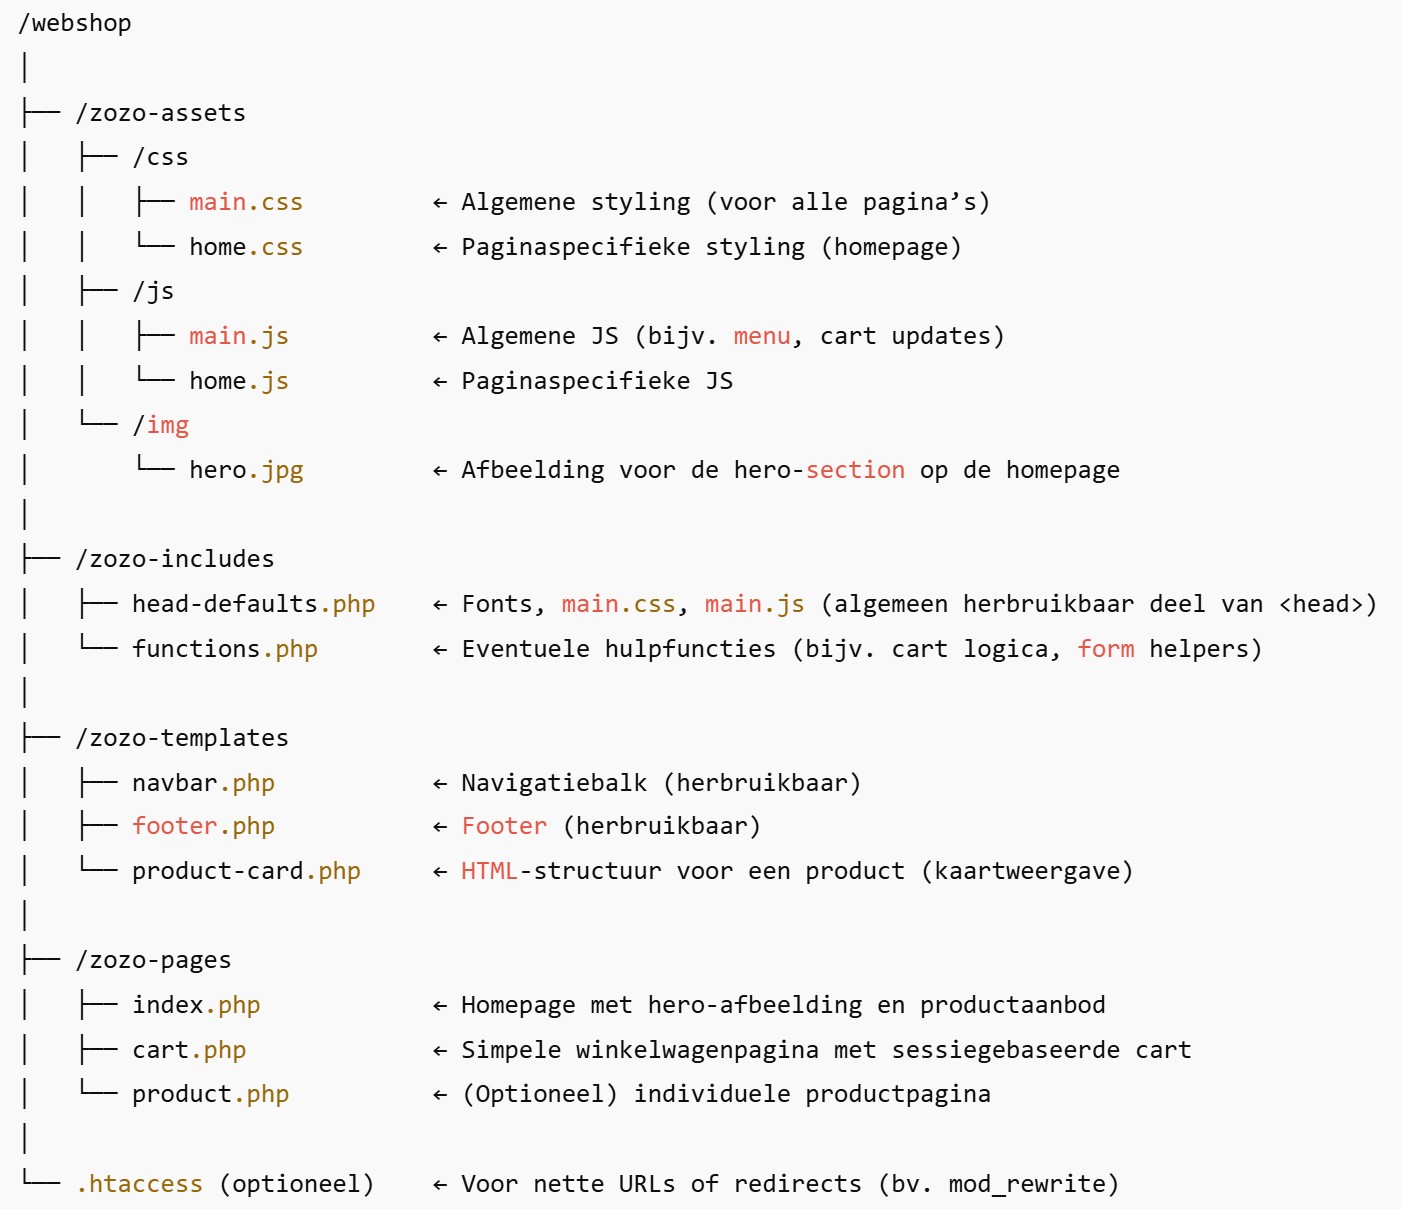 /webshop
│
├── /zozo-assets
│   ├── /css
│   │   ├── main.css         ← Algemene styling (voor alle pagina’s)
│   │   └── home.css         ← Paginaspecifieke styling (homepage)
│   ├── /js
│   │   ├── main.js          ← Algemene JS (bijv. menu, cart updates)
│   │   └── home.js          ← Paginaspecifieke JS
│   └── /img
│       └── hero.jpg         ← Afbeelding voor de hero-section op de homepage
│
├── /zozo-includes
│   ├── head-defaults.php    ← Fonts, main.css, main.js (algemeen herbruikbaar deel van <head>)
│   └── functions.php        ← Eventuele hulpfuncties (bijv. cart logica, form helpers)
│
├── /zozo-templates
│   ├── navbar.php           ← Navigatiebalk (herbruikbaar)
│   ├── footer.php           ← Footer (herbruikbaar)
│   └── product-card.php     ← HTML-structuur voor een product (kaartweergave)
│
├── /zozo-pages
│   ├── index.php            ← Homepage met hero-afbeelding en productaanbod
│   ├── cart.php             ← Simpele winkelwagenpagina met sessiegebaseerde cart
│   └── product.php          ← (Optioneel) individuele productpagina
│
└── .htaccess (optioneel)    ← Voor nette URLs of redirects (bv. mod_rewrite)